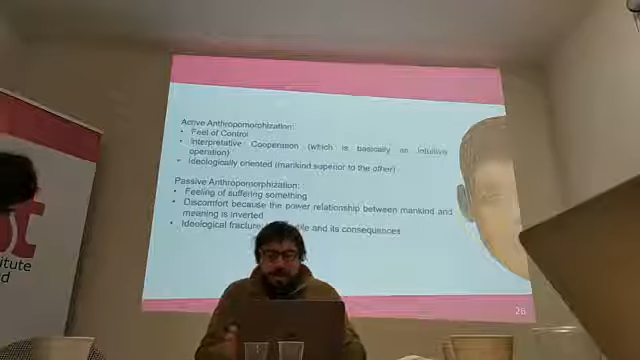 Active Anthropomorphization:
• Feel of Control
• Interpretative Cooperation (which is basically an intuitive
operation)
• Ideologically oriented (mankind superior to the other)
Passive Anthropomorphization:
• Feeling of suffering something
• Discomfort because the power relationship between mankind and
meaning is inverted
• Ideological fracture and its consequences
26
itute
d